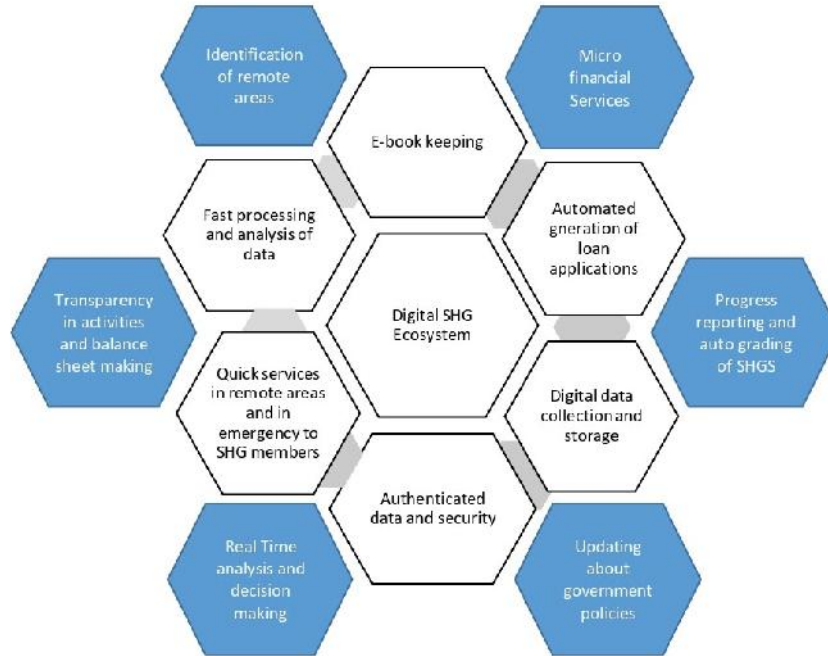 Identification
of remote
areas
Micro
financial
Services
E-book keeping
Fast processing
and analysis of
data
Automated
gneration of
loan
applications
Transparency
in activities
and balance
sheet making
Digital SHG
Ecosystem
Progress
reporting and
auto grading
of SHGS
Quick services
in remote areas
and in
emergency to
SHG members
Digital data
collection and
storage
Authenticated
data and security
Real Time
analysis and
decision
making
Updating
about
government
policies